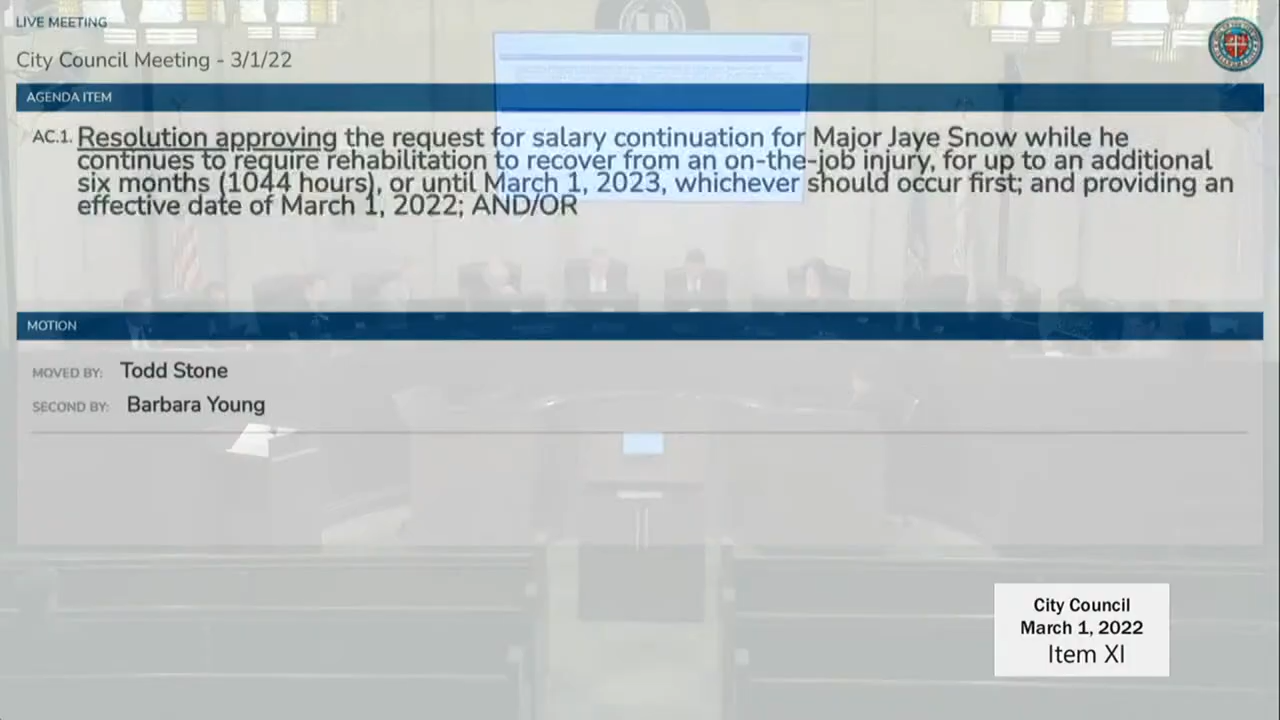 LIVE MEETING
City Council Meeting - 3/1/22
AGENDA ITEM
AC.1. Resolution approving the request for salary continuation for Major Jaye Snow while he
continues to require rehabilitation to recover from an on-the-job injury, for up to an additional
six months (1044 hours), or until March 1, 2023, whichever should occur first; and providing an
effective date of March 1, 2022; AND/OR
MOTION
MOVED BY: Todd Stone
SECOND BY: Barbara Young
City Council
March 1, 2022
Item XI